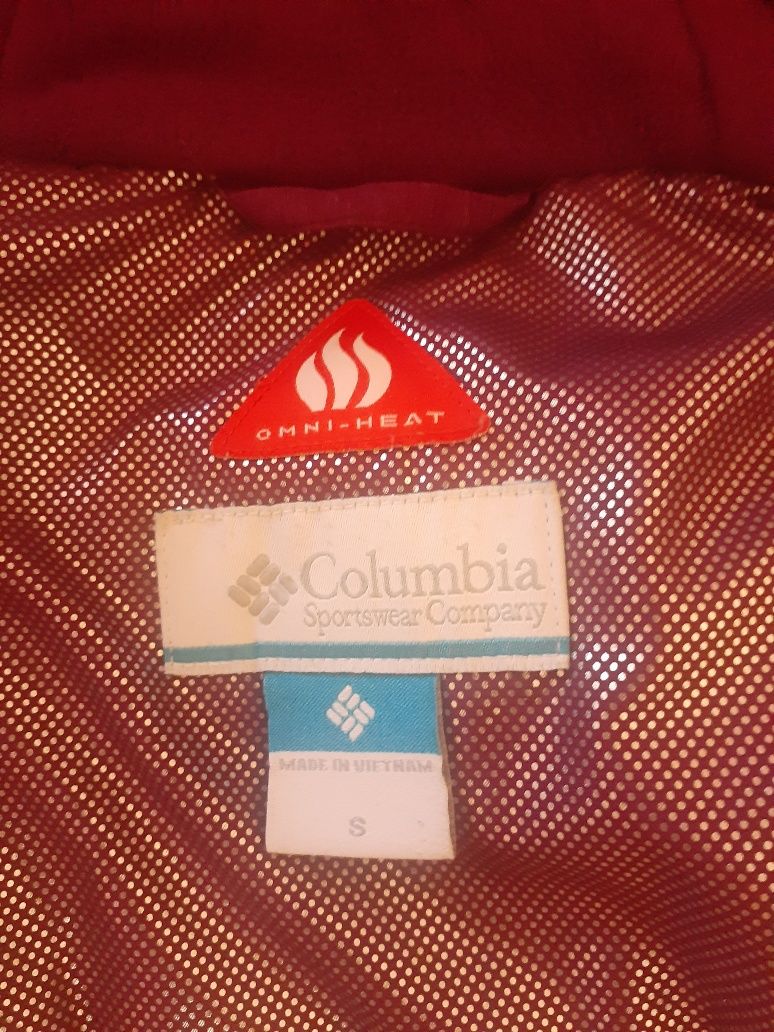 OMNI-HEAT
Columbia
Sportswear Company
MADE IN VIETNAM
S